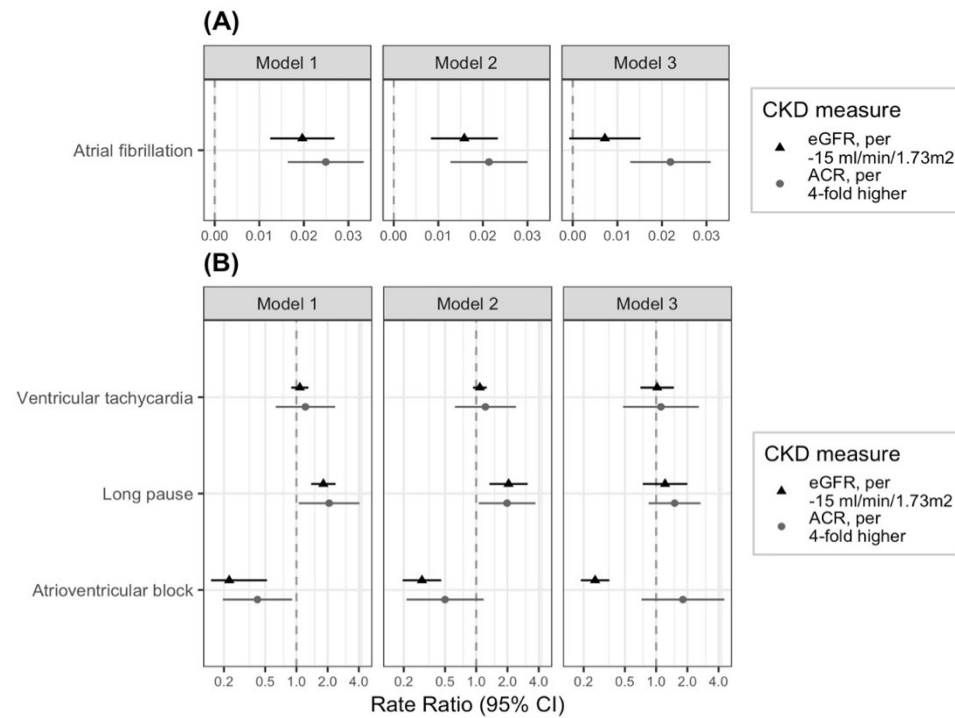 (A)
Model 1 Model 2 Model 3
Atrial fibrillation
0.00 0.01 0.02 0.03 0.00 0.01 0.02 0.03 0.00 0.01 0.02 0.03
CKD measure
eGFR, per
-15 ml/min/1.73m2
ACR, per
4-fold higher
(B)
Model 1 Model 2 Model 3
Ventricular tachycardia
Long pause
Atrioventricular block
0.2 0.5 1.0 2.0 4.0 0.2 0.5 1.0 2.0 4.0 0.2 0.5 1.0 2.0 4.0
Rate Ratio (95% CI)
CKD measure
eGFR, per
-15 ml/min/1.73m2
ACR, per
4-fold higher